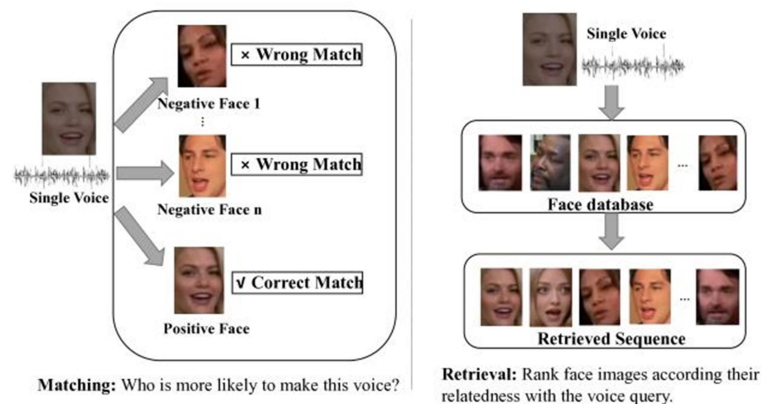 × Wrong Match
Negative Face 1
...
× Wrong Match
Single Voice
Negative Face n
√ Correct Match
Positive Face
Matching: Who is more likely to make this voice?
Single Voice
...
Face database
...
Retrieved Sequence
Retrieval: Rank face images according their
relatedness with the voice query.